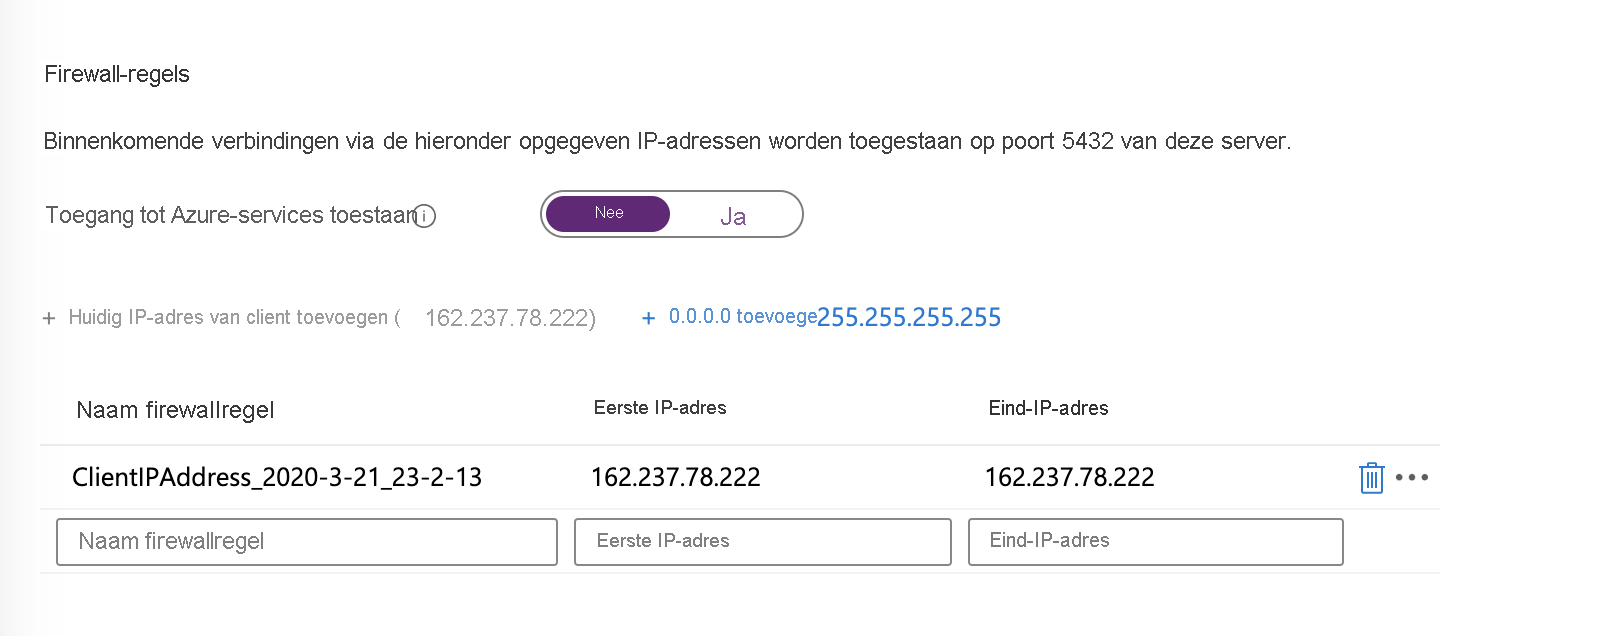 Firewall-regels
Binnenkomende verbindingen via de hieronder opgegeven IP-adressen worden toegestaan op poort 5432 van deze server.
Toegang tot Azure-services toestaan Nee Ja
+ Huidig IP-adres van client toevoegen ( 162.237.78.222) + 0.0.0.0 toevoege255.255.255.255
Naam firewallregel Eerste IP-adres Eind-IP-adres
ClientIPAddress_2020-3-21_23-2-13 162.237.78.222 162.237.78.222
Naam firewallregel Eerste IP-adres Eind-IP-adres